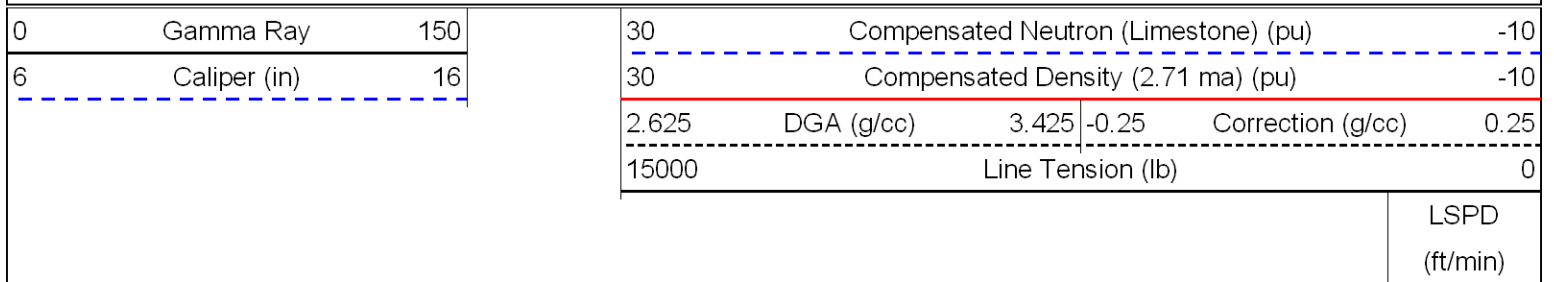 0 Gamma Ray 150 30 Compensated Neutron (Limestone) (pu) -10
6 Caliper (in) 16 30 Compensated Density (2.71 ma) (pu) -10
2.625 DGA (g/cc) 3.425 -0.25 Correction (g/cc) 0.25
15000 Line Tension (lb) 0
LSPD
(ft/min)